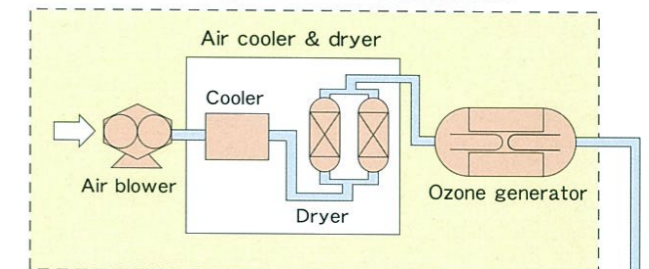 Air cooler & dryer
Cooler
Air blower
Ozone generator
Dryer